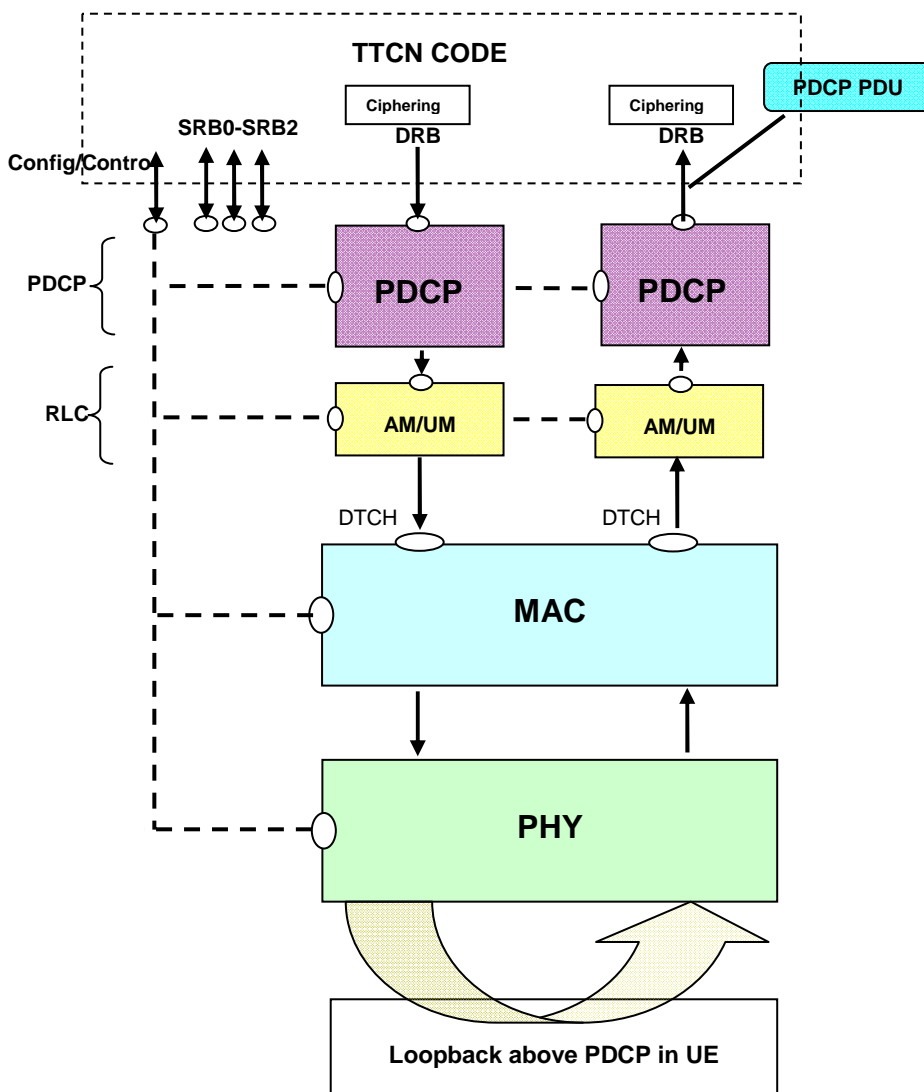 TTCN CODE
PDCP PDU
Ciphering
Ciphering
SRB0-SRB2
DRB
DRB
Config/Contro
PDCP
PDCP
PDCP
RLC
AM/UM
AM/UM
DTCH
DTCH
MAC
PHY
Loopback above PDCP in UE